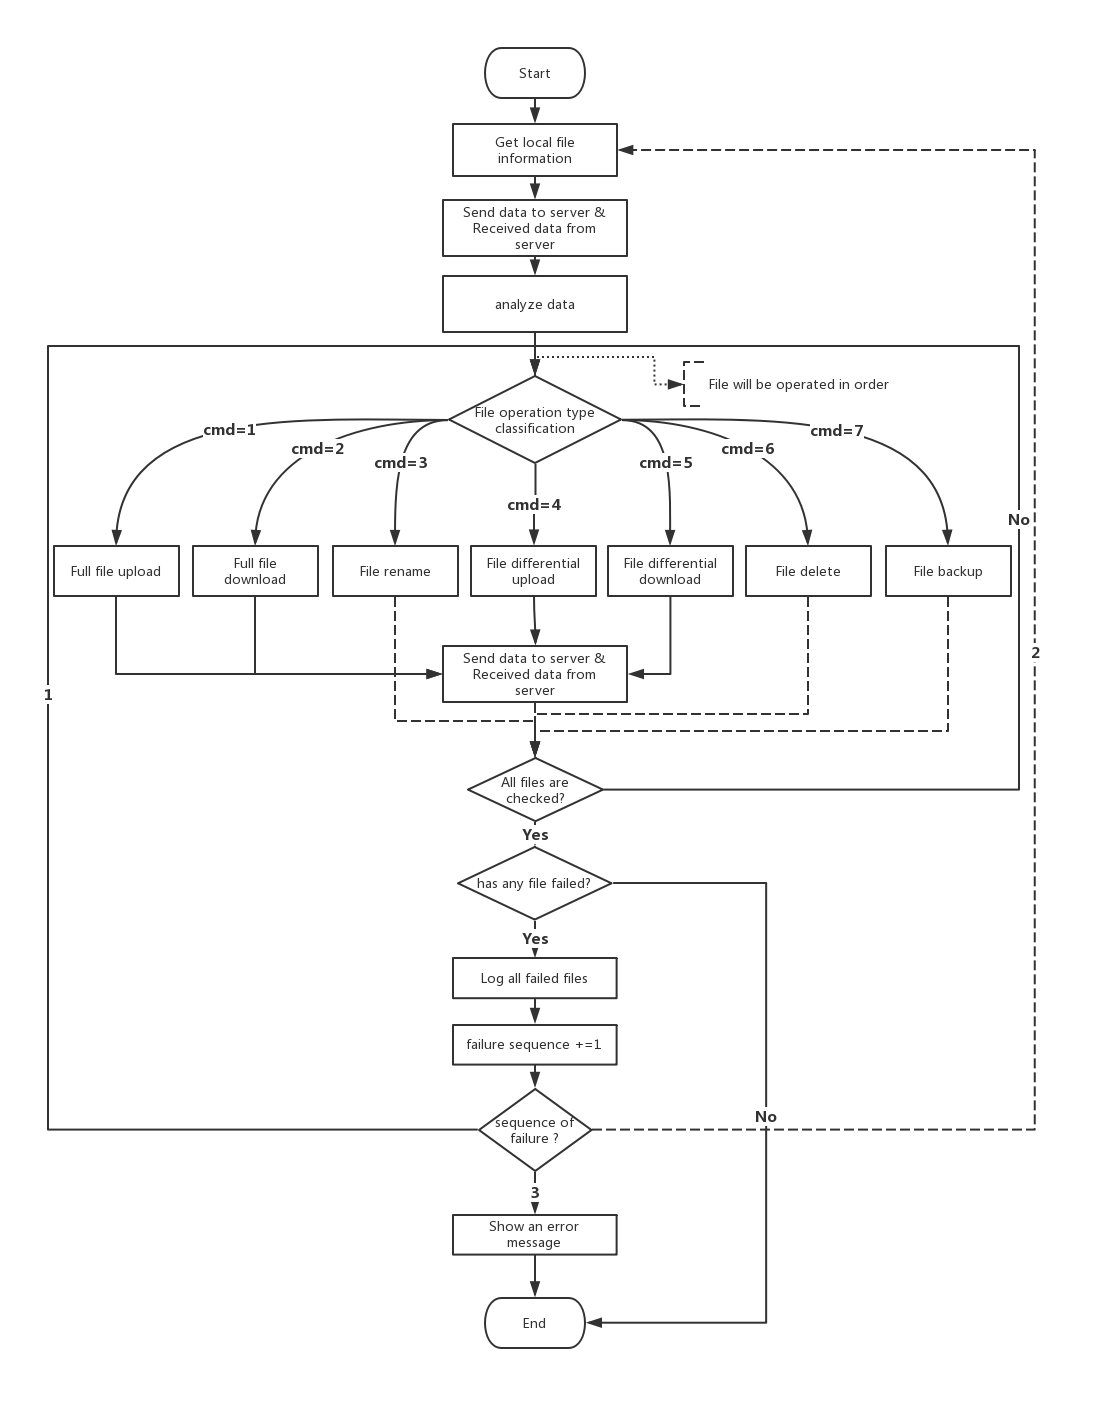 Start
Get local file
information
Send data to server &
Received data from
server
analyze data
File will be operated in order
File operation type
classification
cmd=1
cmd=2
cmd=3
cmd=4
cmd=5
cmd=6
cmd=7
No
Full file upload
Full file
download
File rename
File differential
upload
File differential
download
File delete
File backup
Send data to server &
Received data from
server
2
1
All files are
checked?
Yes
has any file failed?
Yes
Log all failed files
failure sequence +=1
No
sequence of
failure ?
3
Show an error
message
End